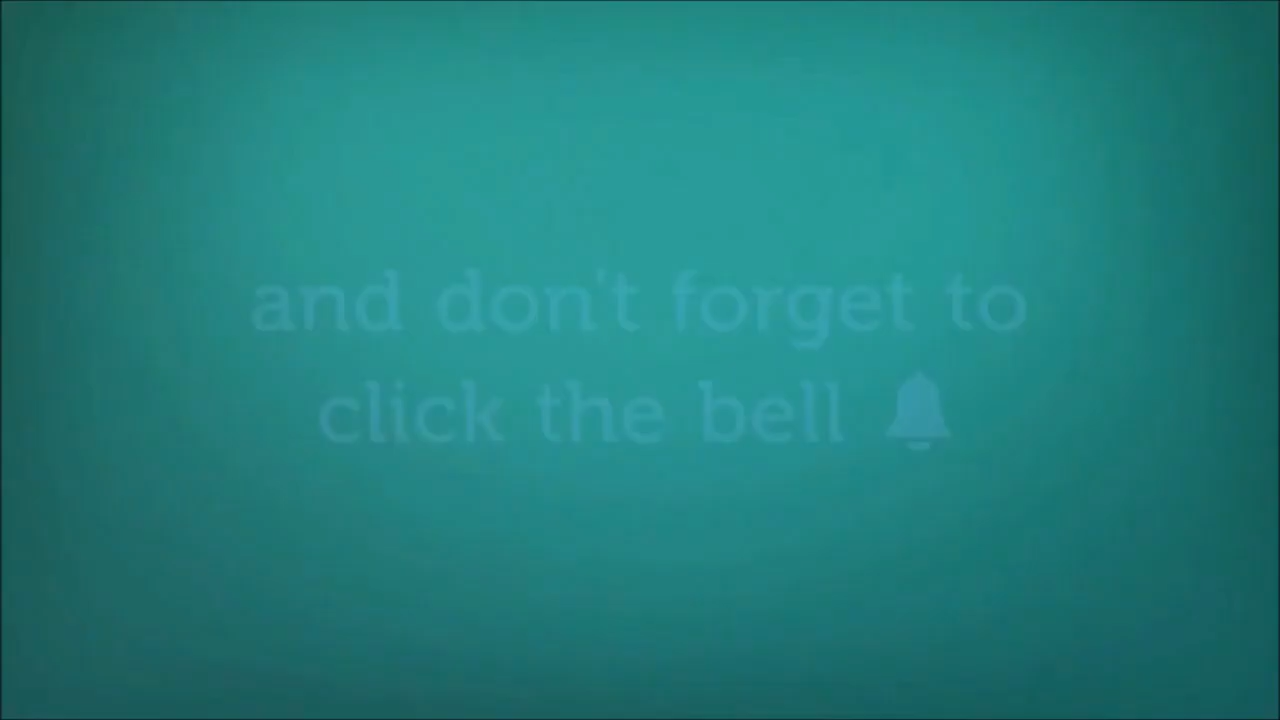 and don't forget to
click the bell 🔔